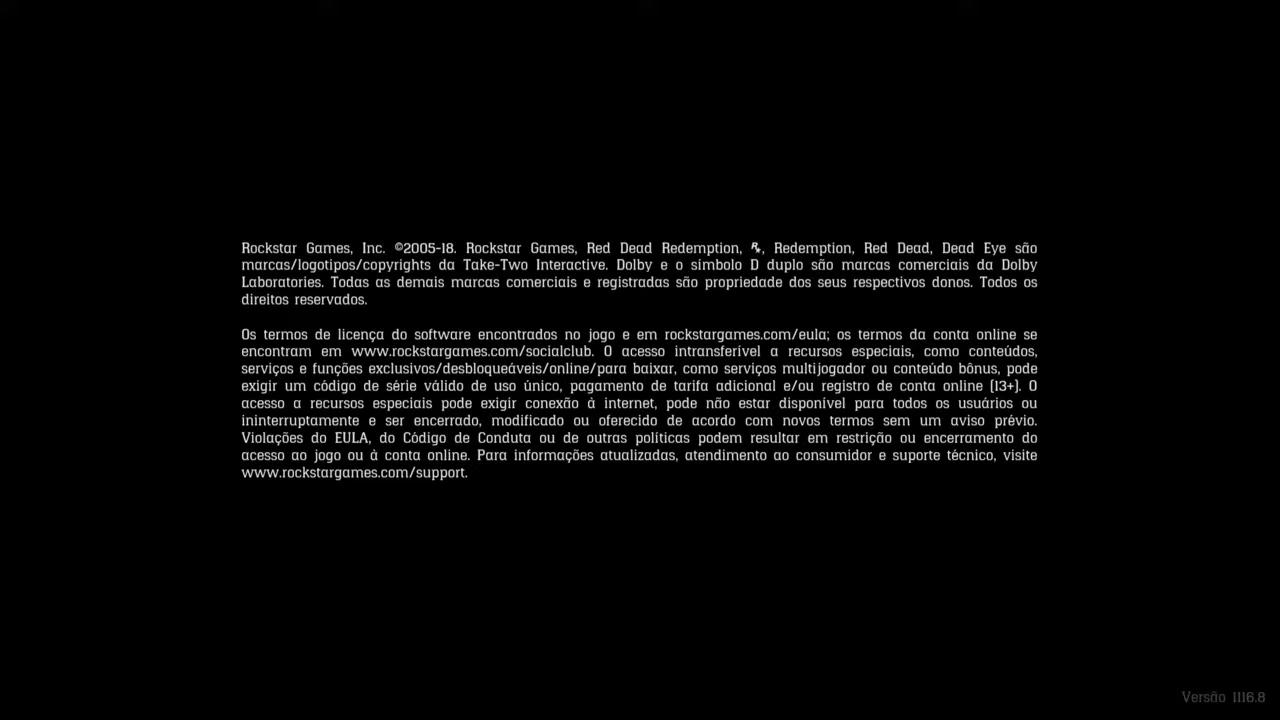 Rockstar Games, Inc. ©2005-18. Rockstar Games, Red Dead Redemption, R*, Redemption, Red Dead, Dead Eye são
marcas/logotipos/copyrights da Take-Two Interactive. Dolby e o símbolo D duplo são marcas comerciais da Dolby
Laboratories. Todas as demais marcas comerciais e registradas são propriedade dos seus respectivos donos. Todos os
direitos reservados.
Os termos de licença do software encontrados no jogo e em rockstargames.com/eula; os termos da conta online se
encontram em www.rockstargames.com/socialclub. O acesso intransferível a recursos especiais, como conteúdos,
serviços e funções exclusivos/desbloqueáveis/online/para baixar, como serviços multijogador ou conteúdo bônus, pode
exigir um código de série válido de uso único, pagamento de tarifa adicional e/ou registro de conta online (13+). O
acesso a recursos especiais pode exigir conexão à internet, pode não estar disponível para todos os usuários ou
ininterruptamente e ser encerrado, modificado ou oferecido de acordo com novos termos sem um aviso prévio.
Violações do EULA, do Código de Conduta ou de outras políticas podem resultar em restrição ou encerramento do
acesso ao jogo ou à conta online. Para informações atualizadas, atendimento ao consumidor e suporte técnico, visite
www.rockstargames.com/support.
Versão 1116.8